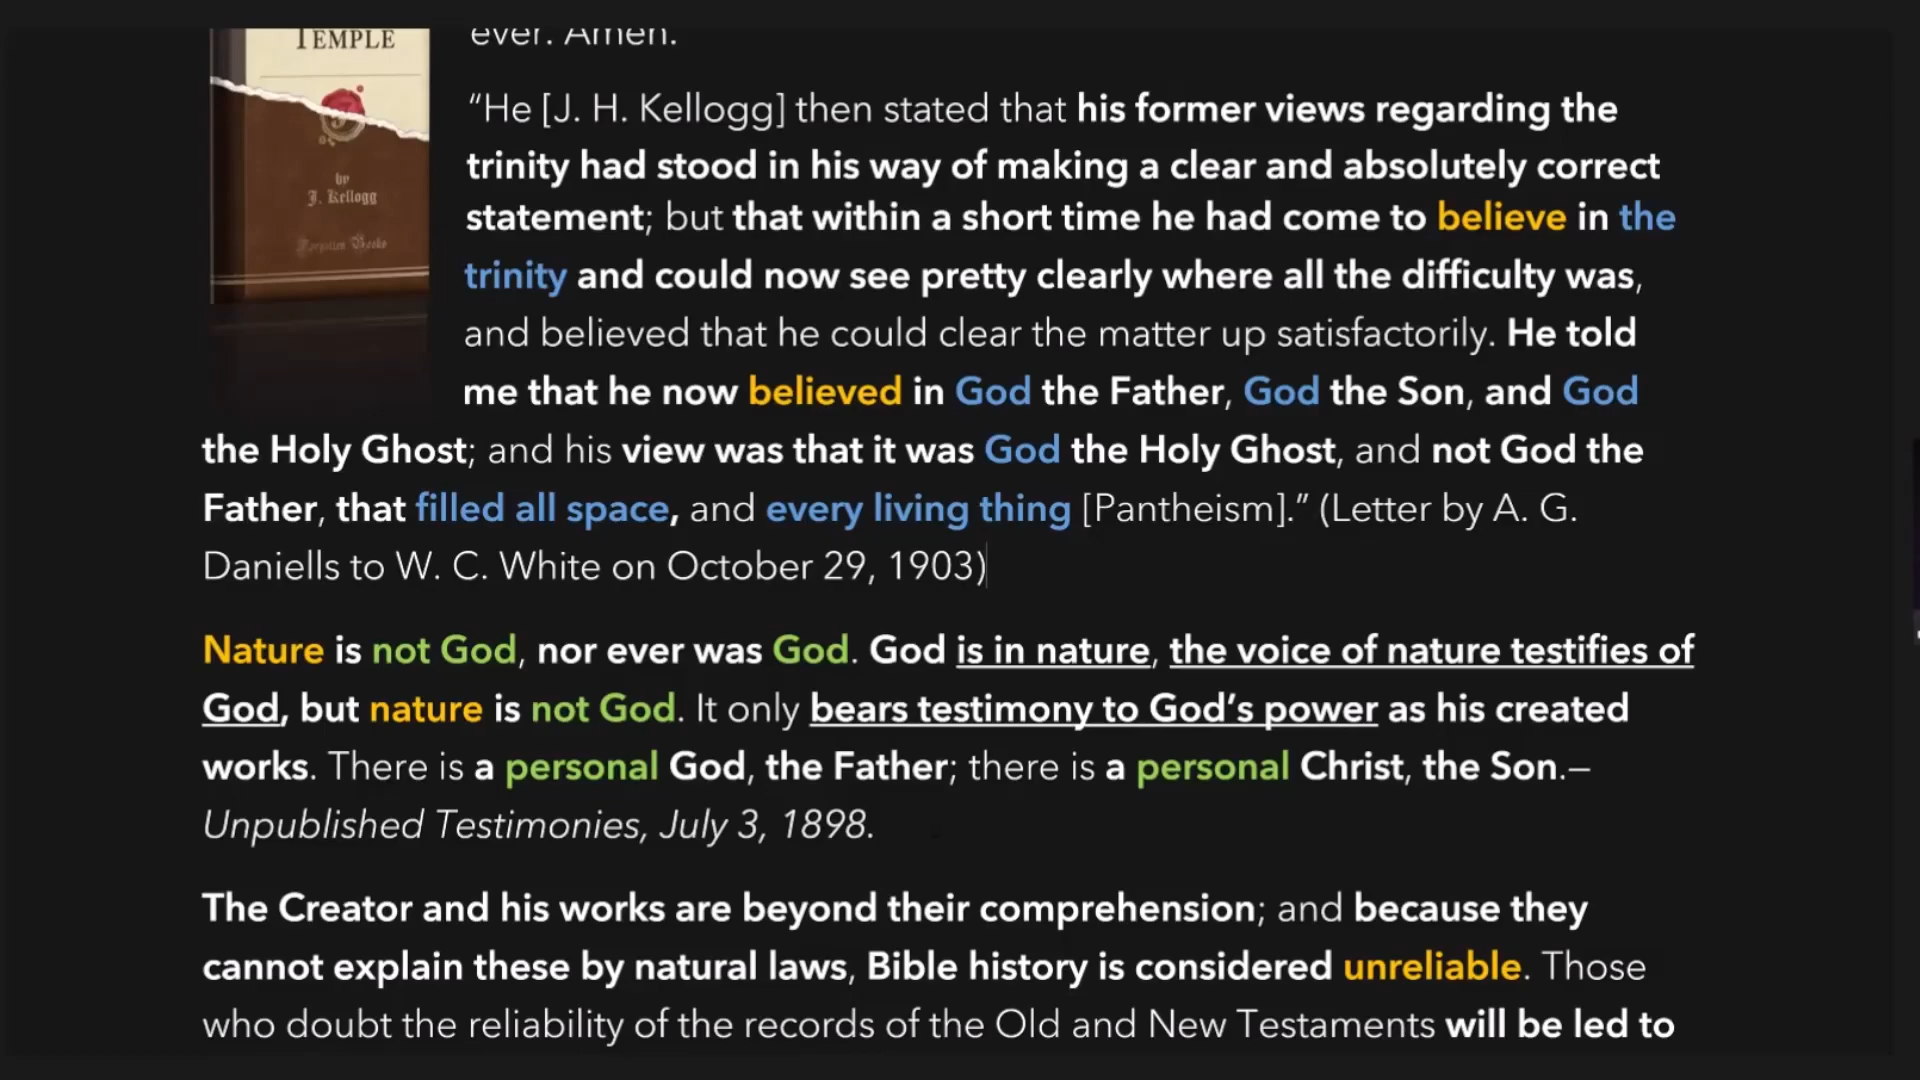 TEMPLE
by
J. Kellogg
Forgotten Books
ever. Amen.
“He [J. H. Kellogg] then stated that his former views regarding the
trinity had stood in his way of making a clear and absolutely correct
statement; but that within a short time he had come to believe in the
trinity and could now see pretty clearly where all the difficulty was,
and believed that he could clear the matter up satisfactorily. He told
me that he now believed in God the Father, God the Son, and God
the Holy Ghost; and his view was that it was God the Holy Ghost, and not God the
Father, that filled all space, and every living thing [Pantheism].” (Letter by A. G.
Daniells to W. C. White on October 29, 1903)
Nature is not God, nor ever was God. God is in nature, the voice of nature testifies of
God, but nature is not God. It only bears testimony to God’s power as his created
works. There is a personal God, the Father; there is a personal Christ, the Son.—
Unpublished Testimonies, July 3, 1898.
The Creator and his works are beyond their comprehension; and because they
cannot explain these by natural laws, Bible history is considered unreliable. Those
who doubt the reliability of the records of the Old and New Testaments will be led to